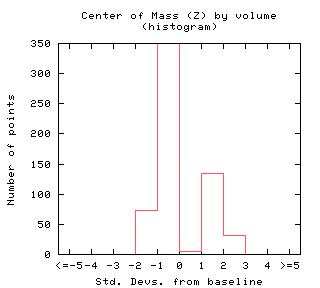 Center of Mass (Z) by volume
(histogram)
350
300
250
200
150
100
50
0
Number of points
<=-5 -4 -3 -2 -1 0 1 2 3 4 >=5
Std. Devs. from baseline